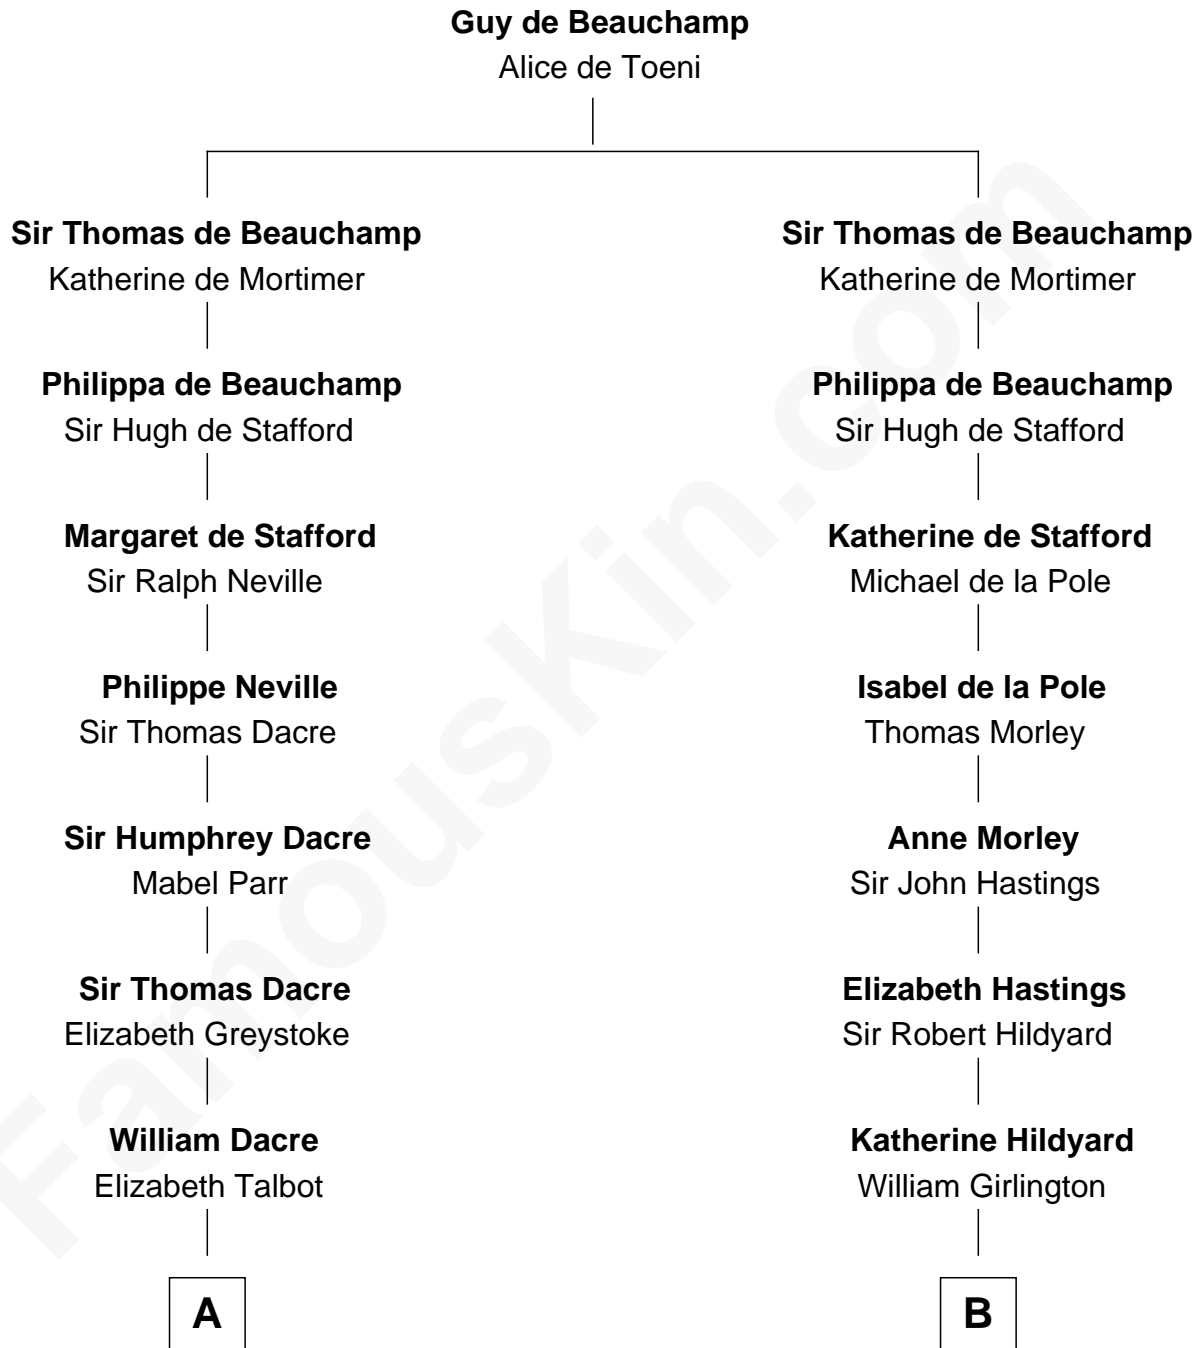 Guy de Beauchamp
Alice de Toeni
Sir Thomas de Beauchamp
Katherine de Mortimer
Sir Thomas de Beauchamp
Katherine de Mortimer
Philippa de Beauchamp
Sir Hugh de Stafford
Philippa de Beauchamp
Sir Hugh de Stafford
Margaret de Stafford
Sir Ralph Neville
Katherine de Stafford
Michael de la Pole
Philippe Neville
Sir Thomas Dacre
Isabel de la Pole
Thomas Morley
Sir Humphrey Dacre
Mabel Parr
Anne Morley
Sir John Hastings
Sir Thomas Dacre
Elizabeth Greystoke
Elizabeth Hastings
Sir Robert Hildyard
William Dacre
Elizabeth Talbot
Katherine Hildyard
William Girlington
A
B
FamousKin.com